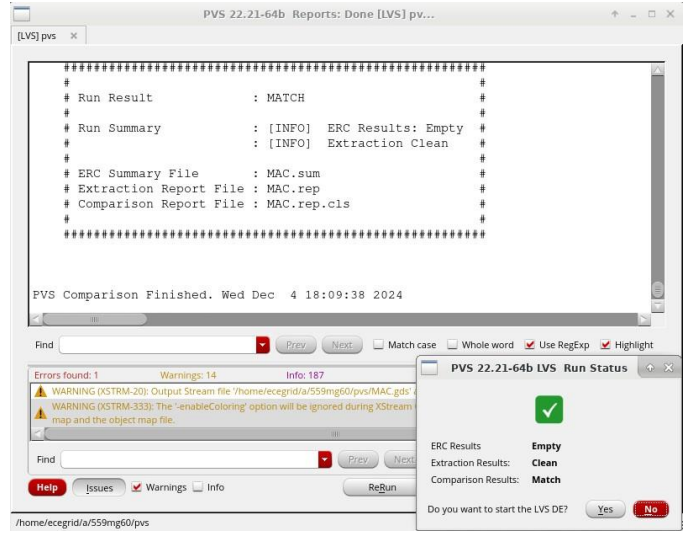 PVS 22.21-64b Reports: Done [LVS] pv...
[LVS] pvs
##########################################################
#                                                        #
# Run Result             : MATCH                         #
#                                                        #
# Run Summary            : [INFO]  ERC Results: Empty    #
#                        : [INFO]  Extraction Clean      #
#                                                        #
# ERC Summary File       : MAC.sum                       #
# Extraction Report File : MAC.rep                       #
# Comparison Report File : MAC.rep.cls                   #
#                                                        #
##########################################################
PVS Comparison Finished. Wed Dec  4 18:09:38 2024
Find Prev Next Match case Whole word Use RegExp Highlight
Errors found: 1 Warnings: 14 Info: 187
WARNING (XSTRM-20): Output Stream file '/home/ecegrid/a/559mg60/pvs/MAC.gds'
WARNING (XSTRM-333): The '-enableColoring' option will be ignored during XStream
map and the object map file.
Find Prev Next
Help Issues Warnings Info ReRun
/home/ecegrid/a/559mg60/pvs
PVS 22.21-64b LVS Run Status
ERC Results Empty
Extraction Results: Clean
Comparison Results: Match
Do you want to start the LVS DE? Yes No